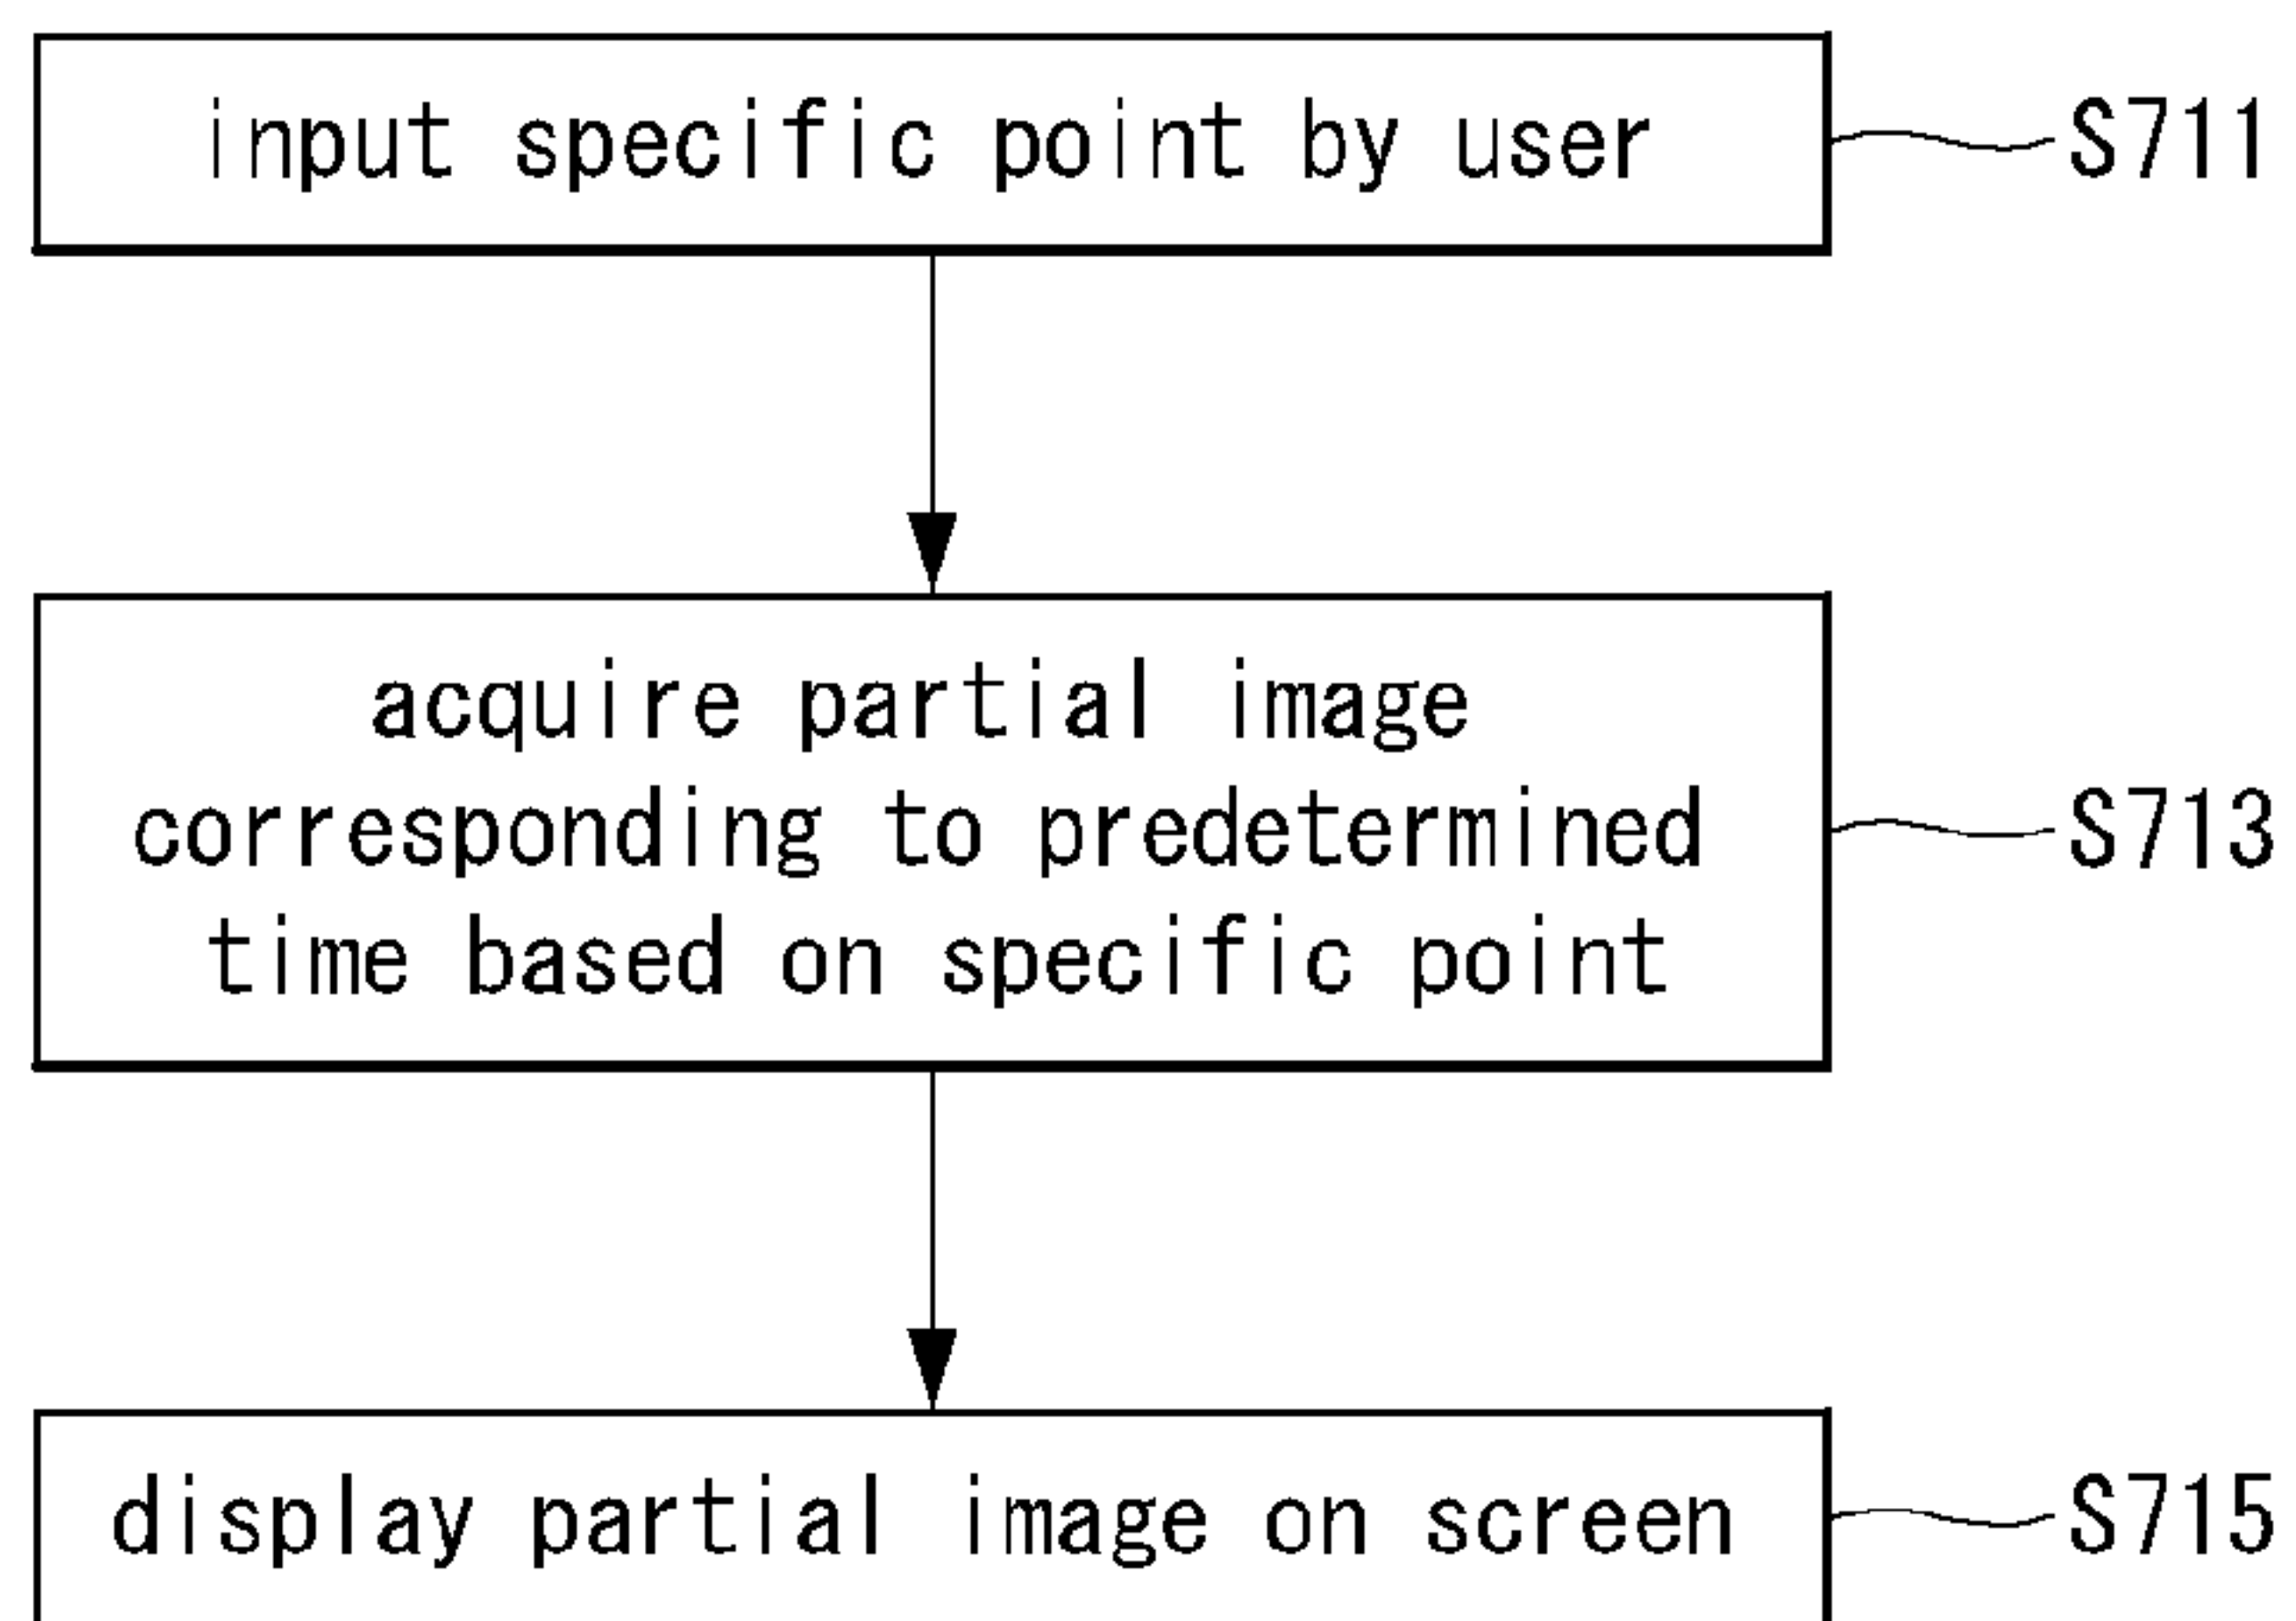 input specific point by user
S711
acquire partial image
corresponding to predetermined
time based on specific point
S713
display partial image on screen
S715